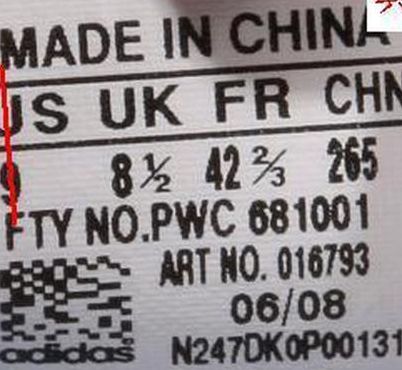 MADE IN CHINA
US UK FR CHN
9 8½ 42⅔ 265
FTY NO.PWC 681001
ART NO. 016793
06/08
adidas N247DK0P00131